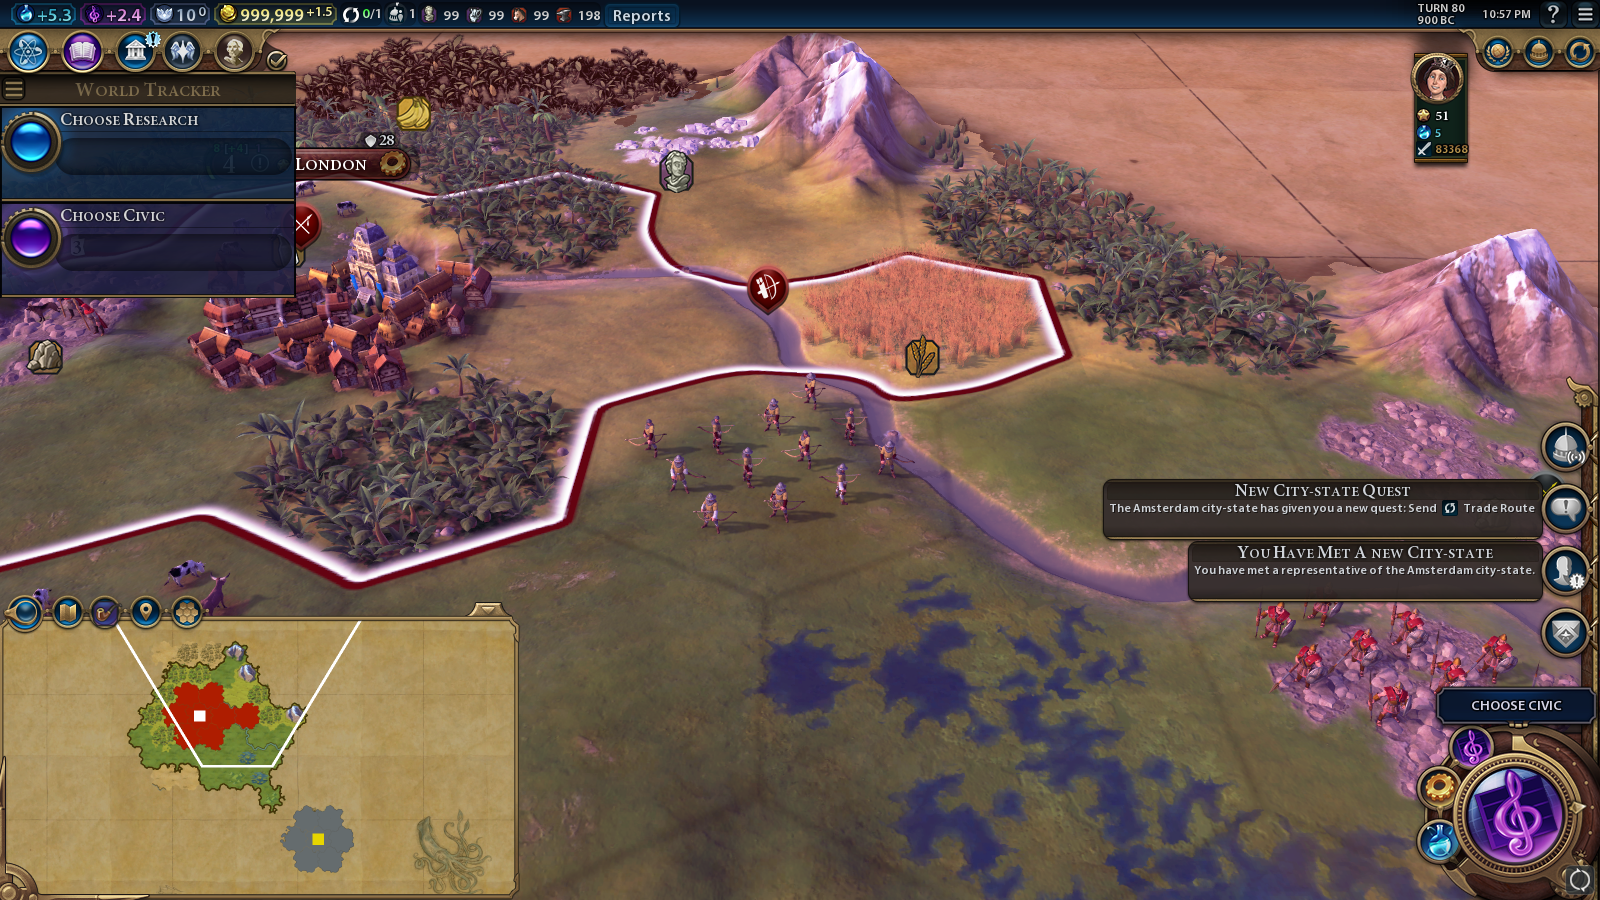 +5.3 +2.4 10 0 999,999 +1.5 0/1 1 99 99 99 198 Reports
TURN 80
900 BC
10:57 PM ?
WORLD TRACKER
CHOOSE RESEARCH
CHOOSE CIVIC
28
LONDON
51
5
83368
NEW CITY-STATE QUEST
The Amsterdam city-state has given you a new quest: Send Trade Route
YOU HAVE MET A NEW CITY-STATE
You have met a representative of the Amsterdam city-state.
CHOOSE CIVIC